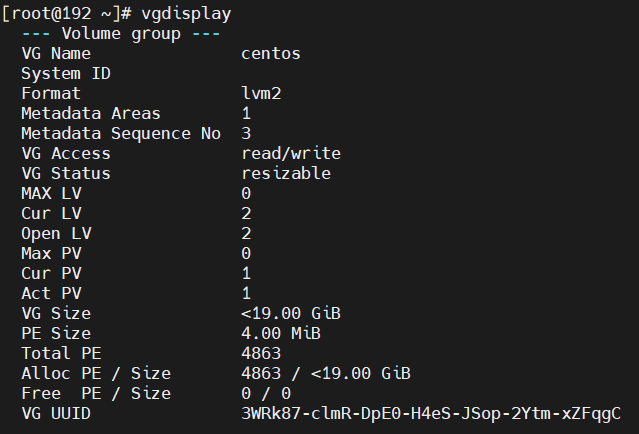 [root@192 ~]# vgdisplay
  --- Volume group ---
  VG Name               centos
  System ID
  Format                lvm2
  Metadata Areas        1
  Metadata Sequence No  3
  VG Access             read/write
  VG Status             resizable
  MAX LV                0
  Cur LV                2
  Open LV               2
  Max PV                0
  Cur PV                1
  Act PV                1
  VG Size               <19.00 GiB
  PE Size               4.00 MiB
  Total PE              4863
  Alloc PE / Size       4863 / <19.00 GiB
  Free  PE / Size       0 / 0
  VG UUID               3WRk87-clmR-DpE0-H4eS-JSop-2Ytm-xZFqgC